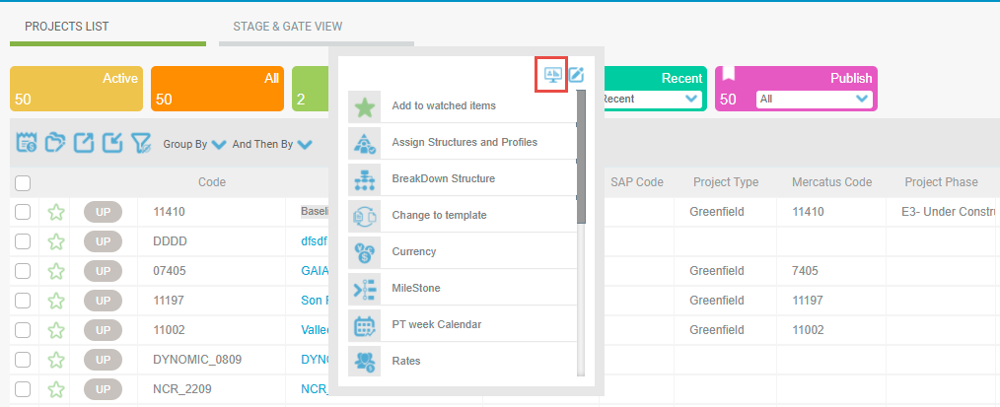 PROJECTS LIST STAGE & GATE VIEW
Active All Recent Publish
50 50 2 Recent 50 All
Add to watched items
Assign Structures and Profiles
BreakDown Structure
Change to template
Currency
MileStone
PT week Calendar
Rates
Group By And Then By
Code SAP Code Project Type Mercatus Code Project Phase
UP 11410 Baseli Greenfield 11410 E3- Under Constru
UP DDDD dfsdf
UP 07405 GAIA Greenfield 7405
UP 11197 Son Greenfield 11197
UP 11002 Valle Greenfield 11002
UP DYNOMIC_0809 DYN
UP NCR_2209 NCR_